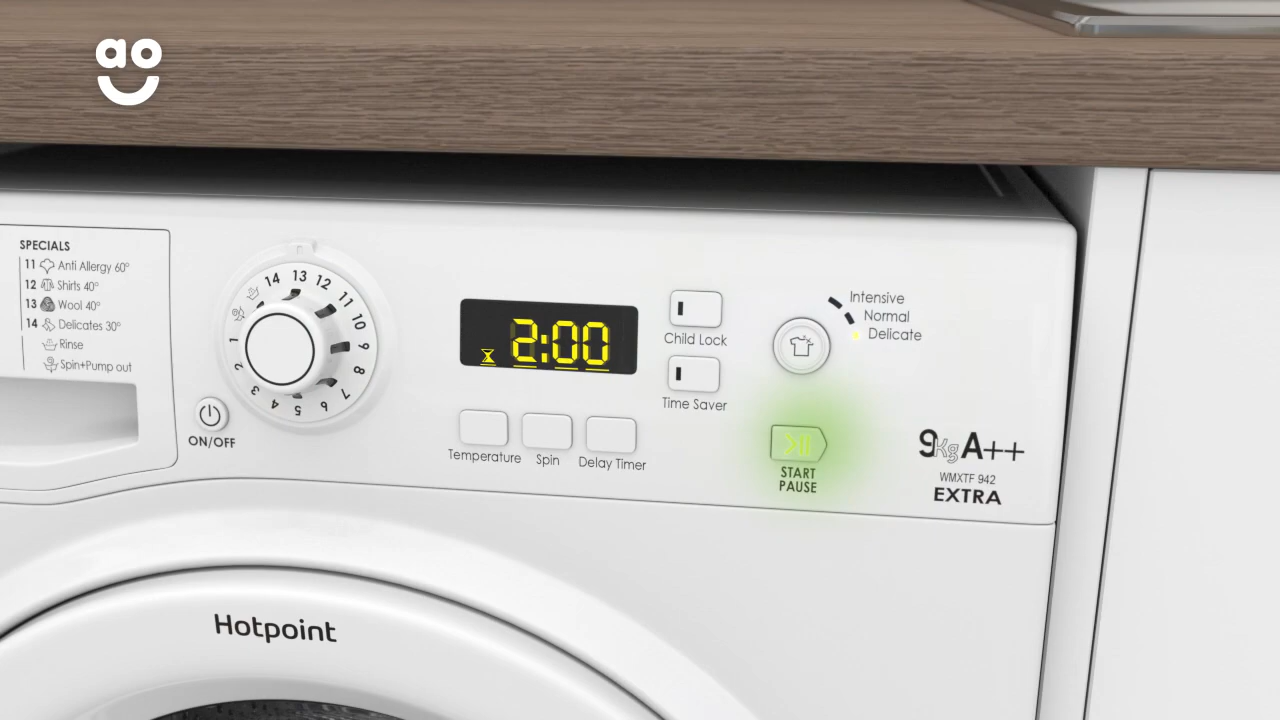 ao
SPECIALS
11 Anti Allergy 60°
12 Shirts 40°
13 Wool 40°
14 Delicates 30°
Rinse
Spin+Pump out
ON/OFF
1 2 3 4 5 6 7 8 9 10 11 12 13 14
2:00
Temperature
Spin
Delay Timer
Child Lock
Time Saver
Intensive
Normal
Delicate
START
PAUSE
9Kg A++
WMXTF 942
EXTRA
Hotpoint